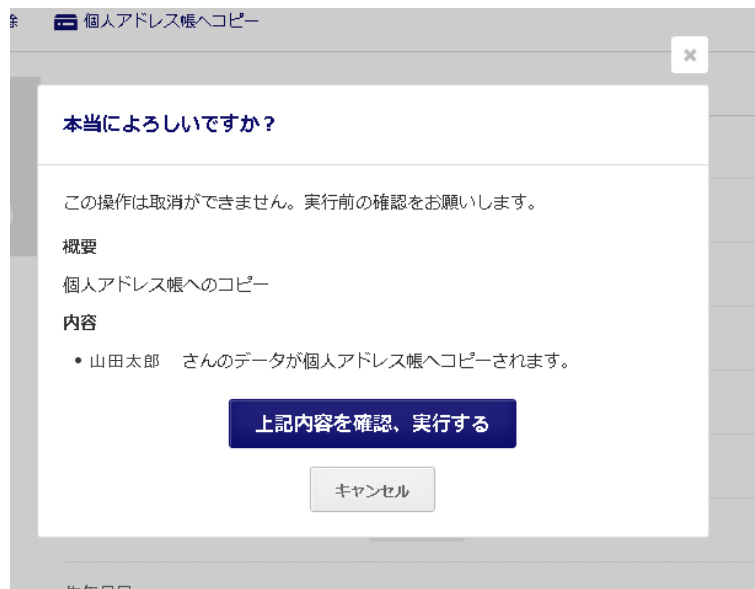 除 個人アドレス帳へコピー
本当によろしいですか？
この操作は取消ができません。実行前の確認をお願いします。
概要
個人アドレス帳へのコピー
内容
• 山田太郎 さんのデータが個人アドレス帳へコピーされます。
上記内容を確認、実行する
キャンセル